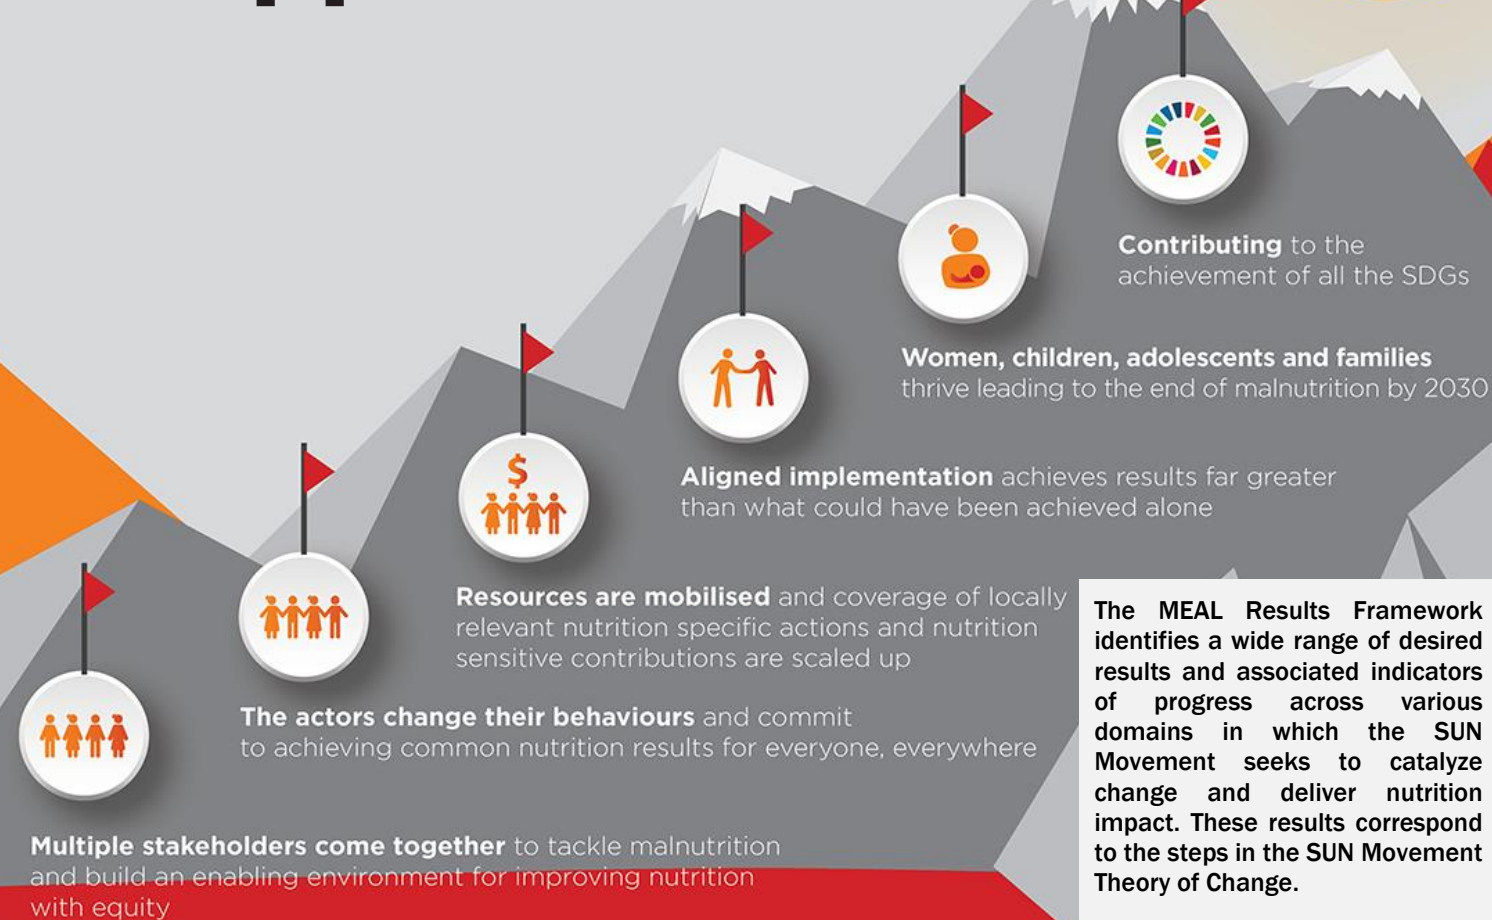 Contributing to the
achievement of all the SDGs
Women, children, adolescents and families
thrive leading to the end of malnutrition by 2030
Aligned implementation achieves results far greater
than what could have been achieved alone
$
Resources are mobilised and coverage of locally
relevant nutrition specific actions and nutrition
sensitive contributions are scaled up
The actors change their behaviours and commit
to achieving common nutrition results for everyone, everywhere
Multiple stakeholders come together to tackle malnutrition
and build an enabling environment for improving nutrition
with equity
The MEAL Results Framework
identifies a wide range of desired
results and associated indicators
of progress across various
domains in which the SUN
Movement seeks to catalyze
change and deliver nutrition
impact. These results correspond
to the steps in the SUN Movement
Theory of Change.